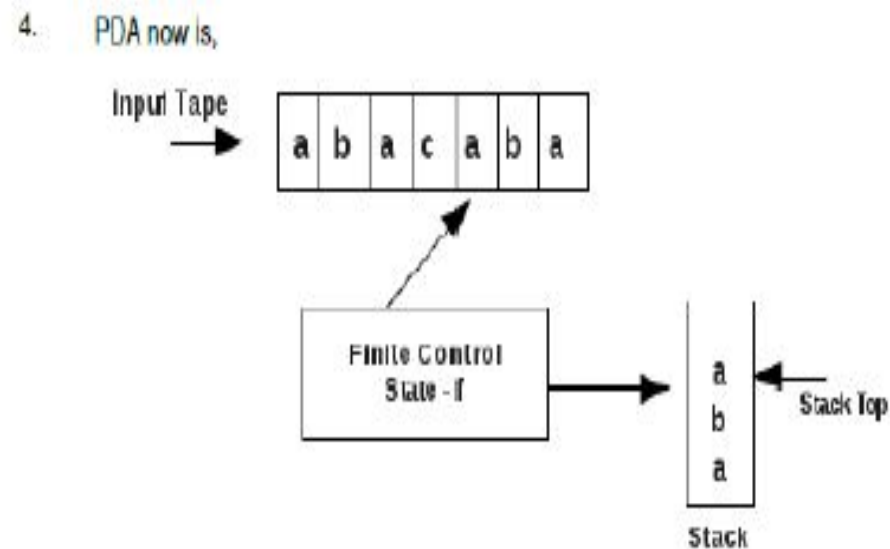 4. PDA now is,
Input Tape
a b a c a b a
Finite Control
State - f
a
b
a
Stack Top
Stack